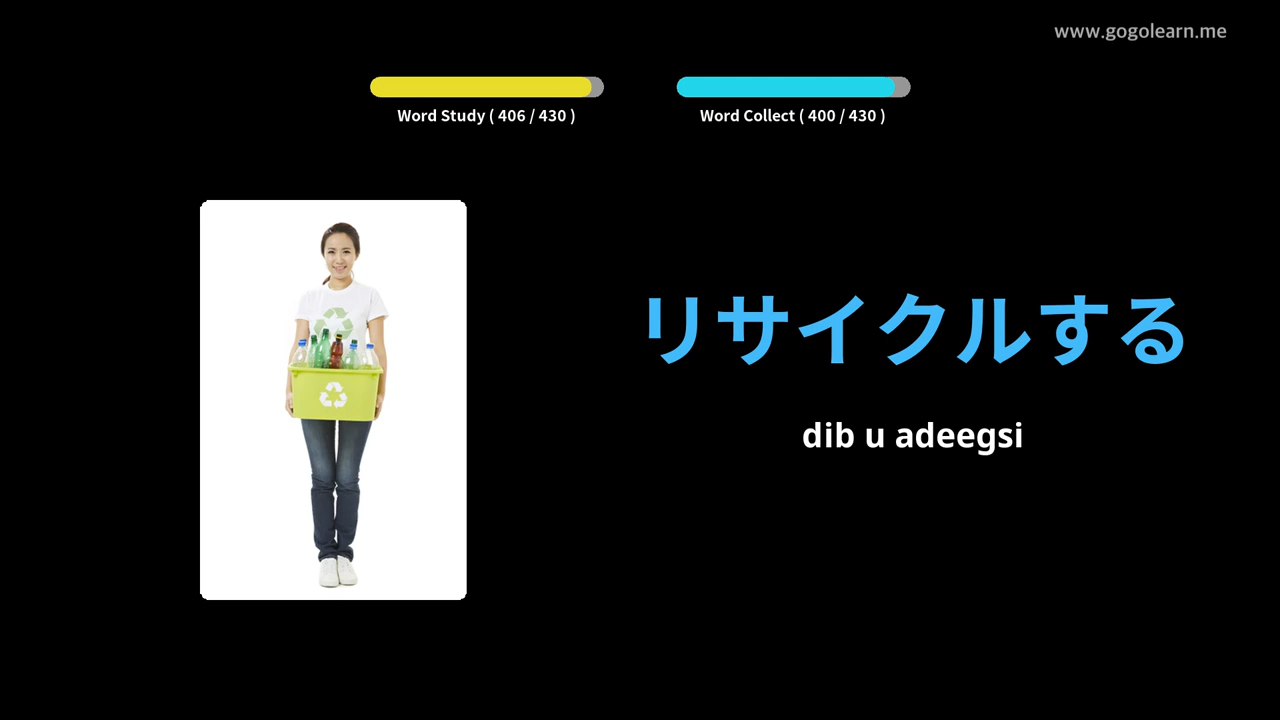 www.gogolearn.me
Word Study ( 406 / 430 )
Word Collect ( 400 / 430 )
リサイクルする
dib u adeegsi